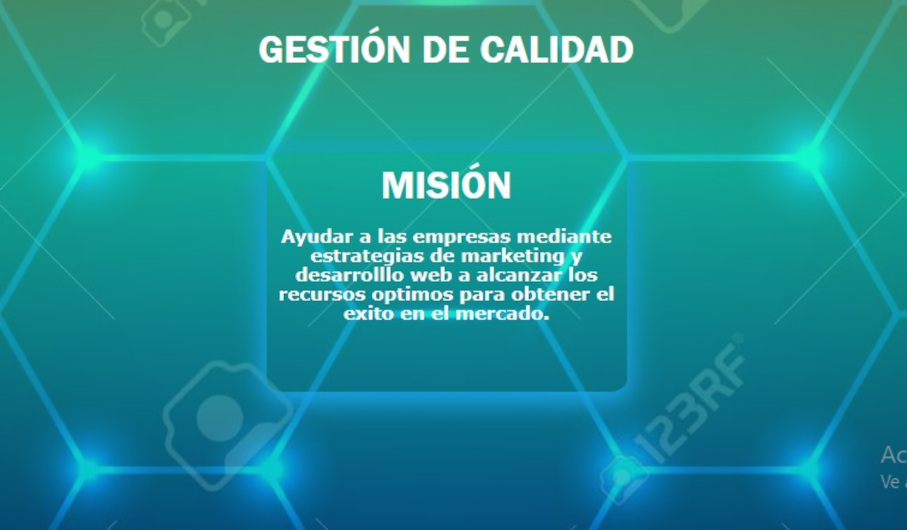 GESTIÓN DE CALIDAD
MISIÓN
Ayudar a las empresas mediante
estrategias de marketing y
desarrolllo web a alcanzar los
recursos optimos para obtener el
exito en el mercado.
123RF®
Ac
Ve a